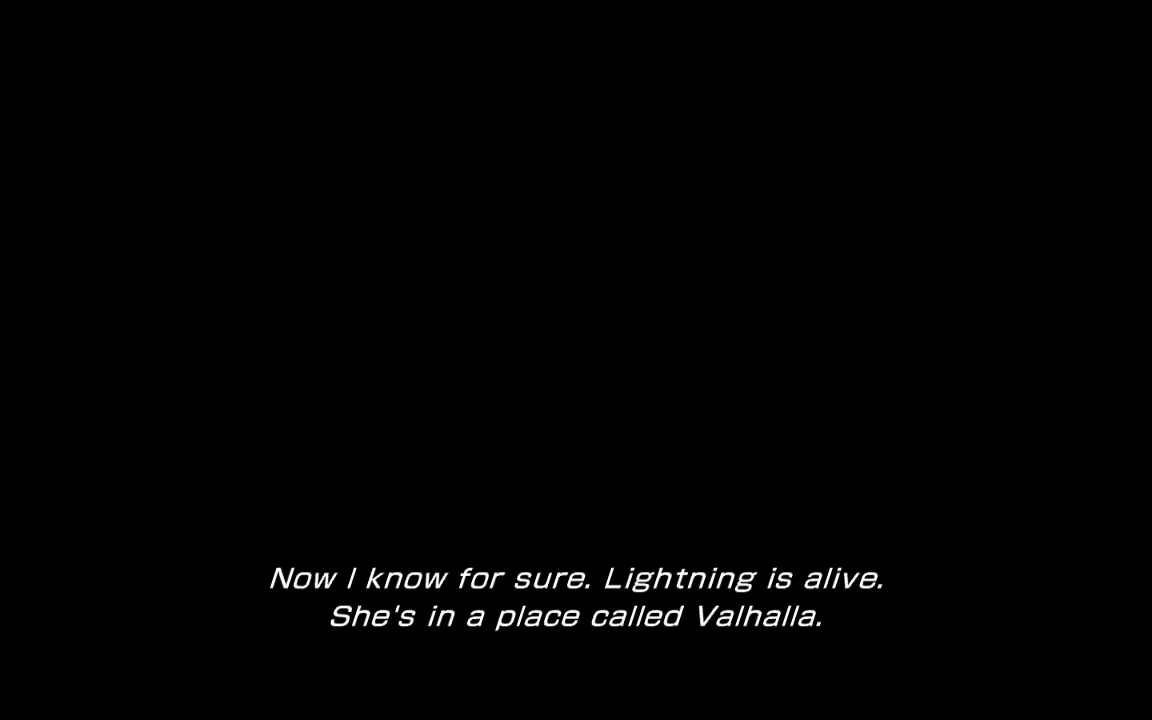 Now I know for sure. Lightning is alive.
She's in a place called Valhalla.